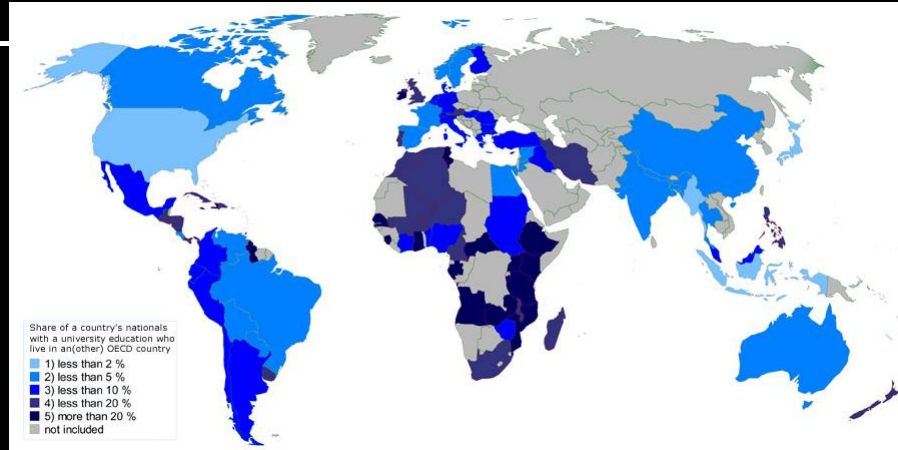 Share of a country's nationals
with a university education who
live in an(other) OECD country
1) less than 2 %
2) less than 5 %
3) less than 10 %
4) less than 20 %
5) more than 20 %
not included